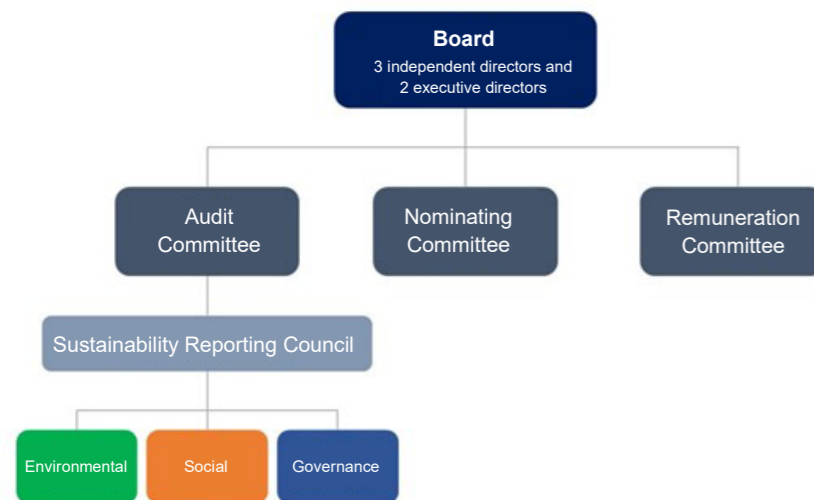 Board
3 independent directors and
2 executive directors
Audit
Committee
Nominating
Committee
Remuneration
Committee
Sustainability Reporting Council
Environmental
Social
Governance